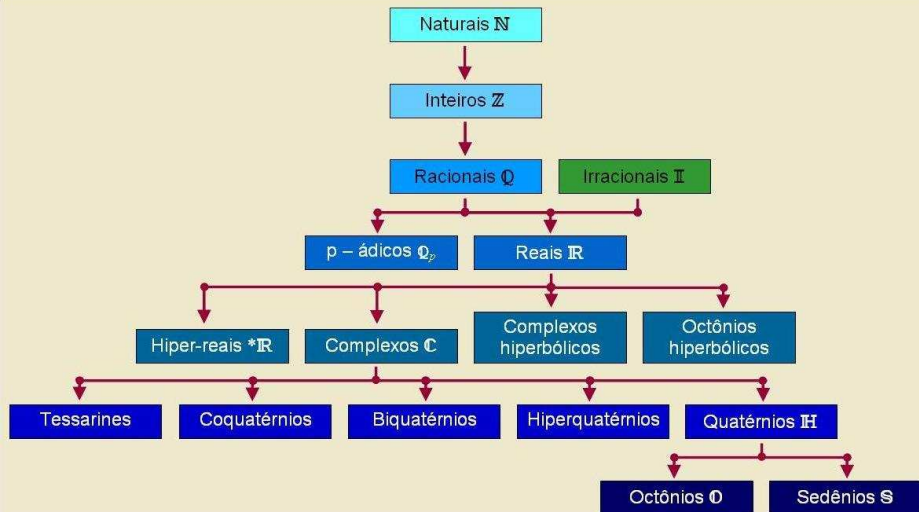 Naturais ℕ
Inteiros ℤ
Racionais ℚ
Irracionais 𝕀
p – ádicos ℚₚ
Reais ℝ
Hiper-reais *ℝ
Complexos ℂ
Complexos
hiperbólicos
Octônios
hiperbólicos
Tessarines
Coquatérnios
Biquatérnios
Hiperquatérnios
Quatérnios ℍ
Octônios 𝕆
Sedênios 𝕊